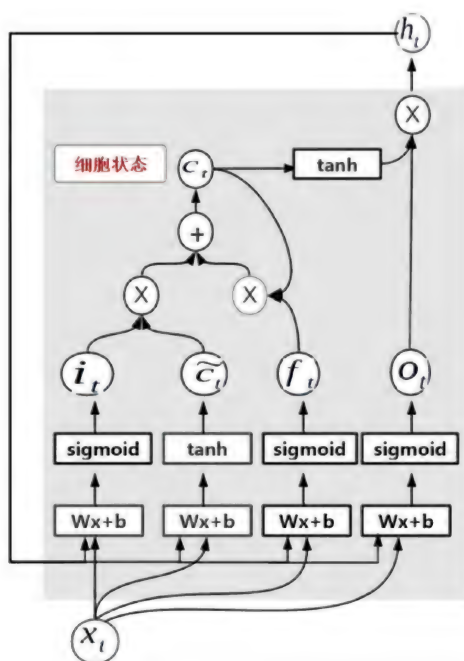 h_t
X
细胞状态
c_t
tanh
+
X
X
i_t
c̃_t
f_t
o_t
sigmoid
tanh
sigmoid
sigmoid
Wx+b
Wx+b
Wx+b
Wx+b
x_t